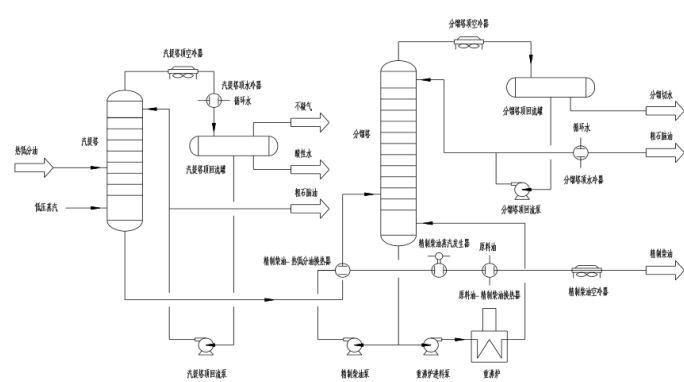 分馏塔顶空冷器
汽提塔顶空冷器
汽提塔顶水冷器
循环水
不凝气
分馏切水
分馏塔顶回流罐
循环水
汽提塔
分馏塔
热低分油
酸性水
粗石脑油
汽提塔顶回流罐
分馏塔顶水冷器
粗石脑油
低压蒸汽
分馏塔顶回流泵
精制柴油蒸汽发生器
原料油
精制柴油
精制柴油-热低分油换热器
原料油-精制柴油换热器
精制柴油空冷器
汽提塔顶回流泵
精制柴油泵
重沸炉进料泵
重沸炉